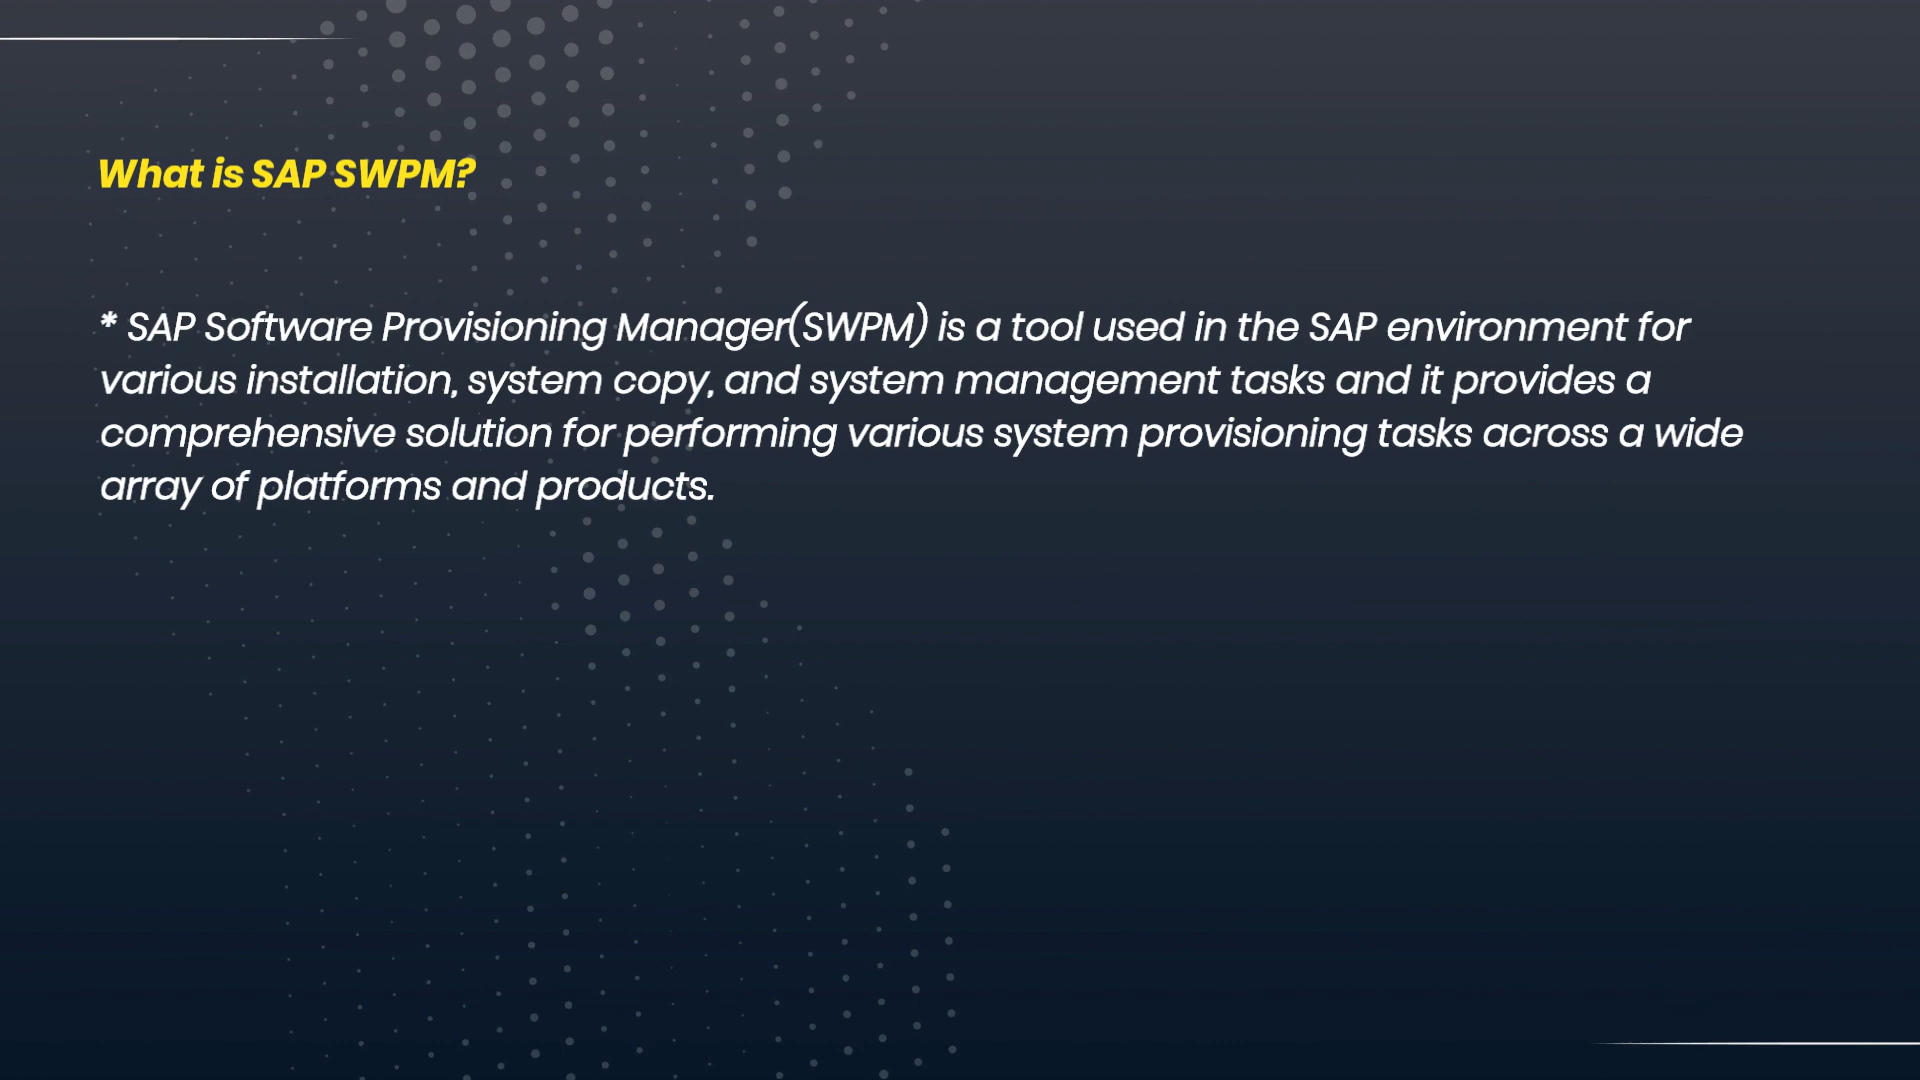 What is SAP SWPM?
* SAP Software Provisioning Manager(SWPM) is a tool used in the SAP environment for
various installation, system copy, and system management tasks and it provides a
comprehensive solution for performing various system provisioning tasks across a wide
array of platforms and products.